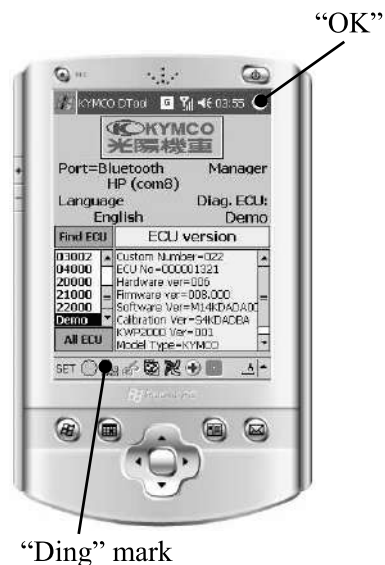 “OK”
KYMCO DTool G 03:55
KYMCO
光陽機車
Port=Bluetooth Manager
HP (com8)
Language Diag. ECU:
English Demo
Find ECU ECU version
03002 Custom Number=022
04000 ECU No=000001321
20000 Hardware ver=006
21000 Firmware ver=008.000
22000 Software Ver=M14KDADA00
Demo Calibration Ver=S4KDADBA
All ECU KWP2000 Ver=001
Model Type=KYMCO
SET
“Ding” mark